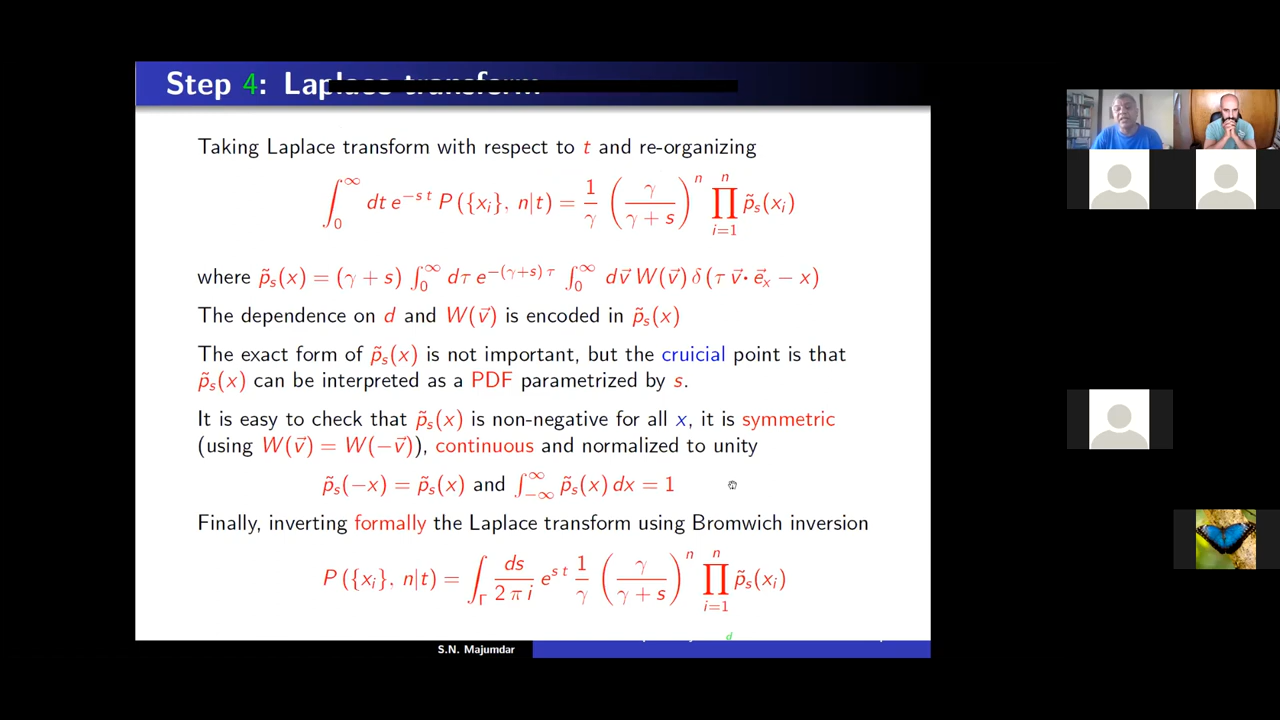 Step 4: Laplace transform
Taking Laplace transform with respect to t and re-organizing
∫₀^∞ dt e^{−s t} P ({x_i}, n|t) = 1/γ (γ/(γ + s))^n ∏_{i=1}^n p̃_s(x_i)
where p̃_s(x) = (γ + s) ∫₀^∞ dτ e^{−(γ+s) τ} ∫₀^∞ dv⃗ W(v⃗) δ (τ v⃗·e⃗_x − x)
The dependence on d and W(v⃗) is encoded in p̃_s(x)
The exact form of p̃_s(x) is not important, but the cruicial point is that
p̃_s(x) can be interpreted as a PDF parametrized by s.
It is easy to check that p̃_s(x) is non-negative for all x, it is symmetric
(using W(v⃗) = W(−v⃗)), continuous and normalized to unity
p̃_s(−x) = p̃_s(x) and ∫_{−∞}^∞ p̃_s(x) dx = 1
Finally, inverting formally the Laplace transform using Bromwich inversion
P ({x_i}, n|t) = ∫_Γ ds/(2 π i) e^{s t} 1/γ (γ/(γ + s))^n ∏_{i=1}^n p̃_s(x_i)
d
S.N. Majumdar